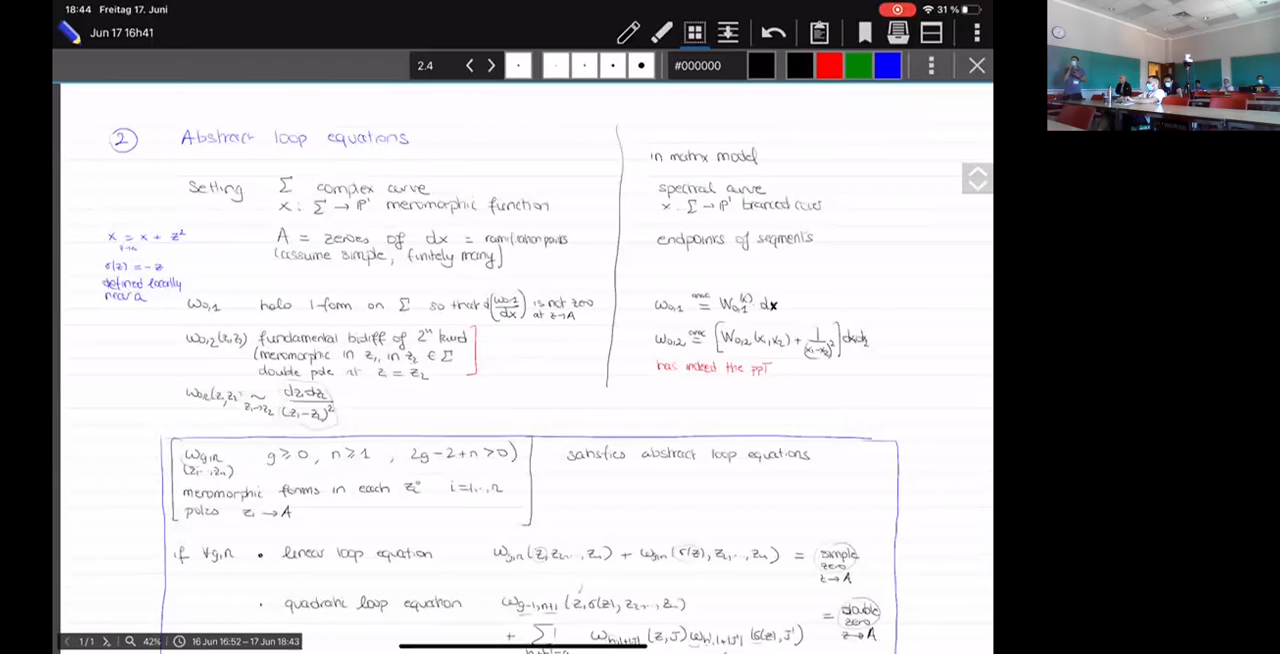 18:44 Freitag 17. Juni
31 %
Jun 17 16h41
2.4
#000000
② Abstract loop equations
in matrix model
Setting Σ complex curve
spectral curve
x : Σ → P¹ meromorphic function
x : Σ → P¹ branched cover
A = zeroes of dx = ramification points
(assume simple, finitely many)
endpoints of segments
σ(z) = -z
defined locally
near a
ω0,1 holo 1-form on Σ so that d(ω0,1/dx) is not zero at z→A
ω0,2(z1,z2) fundamental bidiff of 2nd kind
(meromorphic in z1, in z2 ∈ Σ
double pole at z1 = z2
ω0,2 = [W0,2(x1,x2) + 1/(x1-x2)²] dx1dx2
has indeed the ppT
ω0,2(z1,z2) ~ z1→z2 dz1dz2/(z1-z2)²
ωg,n g ≥ 0, n ≥ 1, 2g-2+n > 0)
(z1...,zn)
satisfies abstract loop equations
meromorphic forms in each zi i=1,..,n
poles zi → A
if ∀g,n • linear loop equation ωg,n(z,z2...,zn) + ωg,n(σ(z),z2,..,zn) = simple zero z→A
· quadratic loop equation ωg-1,n+1(z,σ(z),z2...,zn)
= double zero z→A
1/1 42% 16 Jun 16:52–17 Jun 18:43